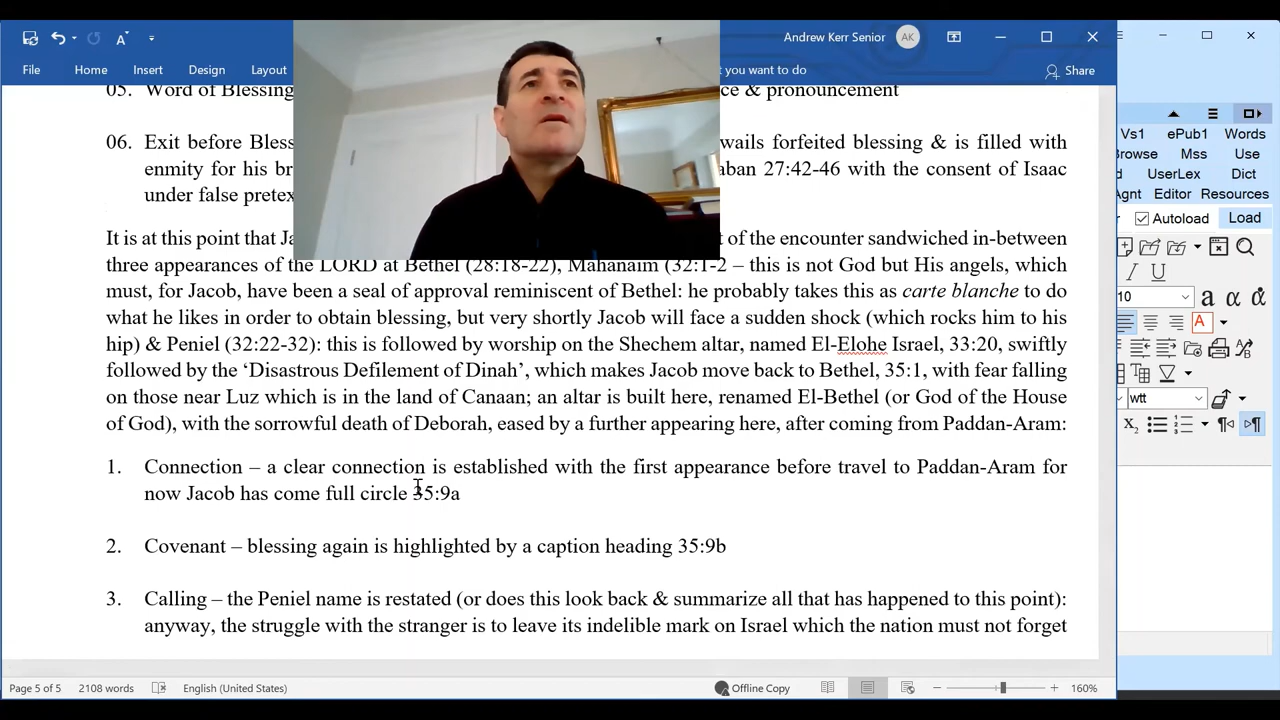 Andrew Kerr Senior AK
File Home Insert Design Layout t you want to do Share
05. Word of Blessing ce & pronouncement
06. Exit before Bless wails forfeited blessing & is filled with
enmity for his br aban 27:42-46 with the consent of Isaac
under false pretex
It is at this point that Ja t of the encounter sandwiched in-between
three appearances of the LORD at Bethel (28:18-22), Mahanaim (32:1-2 – this is not God but His angels, which
must, for Jacob, have been a seal of approval reminiscent of Bethel: he probably takes this as carte blanche to do
what he likes in order to obtain blessing, but very shortly Jacob will face a sudden shock (which rocks him to his
hip) & Peniel (32:22-32): this is followed by worship on the Shechem altar, named El-Elohe Israel, 33:20, swiftly
followed by the ‘Disastrous Defilement of Dinah’, which makes Jacob move back to Bethel, 35:1, with fear falling
on those near Luz which is in the land of Canaan; an altar is built here, renamed El-Bethel (or God of the House
of God), with the sorrowful death of Deborah, eased by a further appearing here, after coming from Paddan-Aram:
1. Connection – a clear connection is established with the first appearance before travel to Paddan-Aram for
now Jacob has come full circle 35:9a
2. Covenant – blessing again is highlighted by a caption heading 35:9b
3. Calling – the Peniel name is restated (or does this look back & summarize all that has happened to this point):
anyway, the struggle with the stranger is to leave its indelible mark on Israel which the nation must not forget
Page 5 of 5 2108 words English (United States) Offline Copy 160%
Vs1 ePub1 Words
Browse Mss Use
UserLex Dict
Agnt Editor Resources
Autoload Load
10
wtt